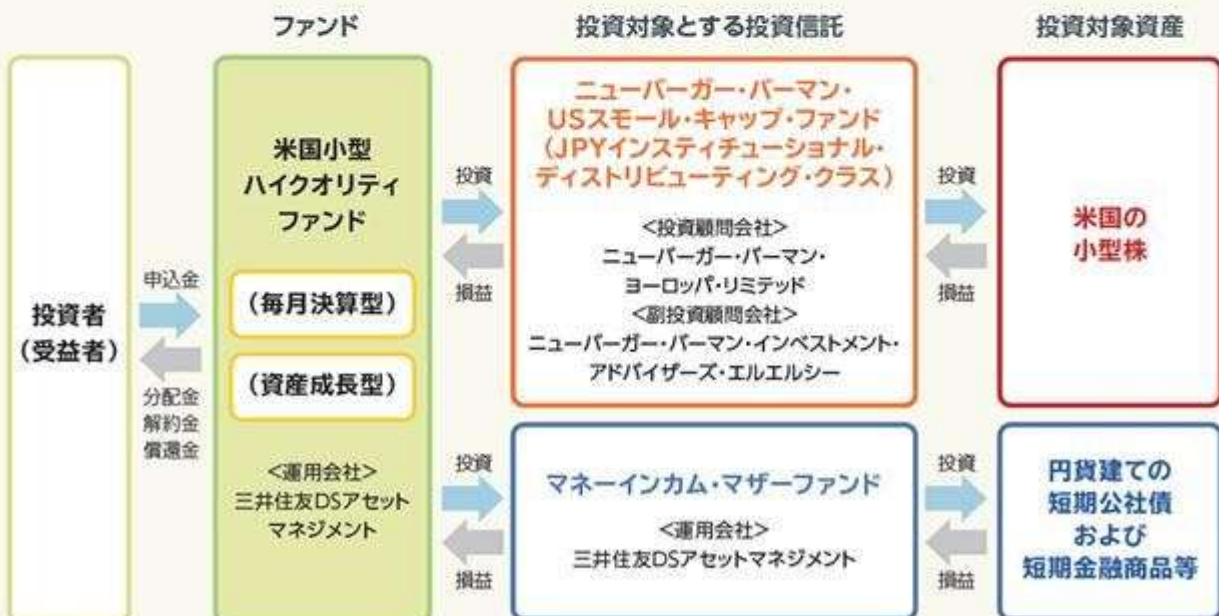 ファンド
投資対象とする投資信託
投資対象資産
投資者
(受益者)
申込金
分配金
解約金
償還金
米国小型
ハイクオリティ
ファンド
(毎月決算型)
(資産成長型)
<運用会社>
三井住友DSアセット
マネジメント
投資
損益
投資
損益
ニューバーガー・バーマン・
USスモール・キャップ・ファンド
(JPYインスティチューショナル・
ディストリビューティング・クラス)
<投資顧問会社>
ニューバーガー・バーマン・
ヨーロッパ・リミテッド
<副投資顧問会社>
ニューバーガー・バーマン・インベストメント・
アドバイザーズ・エルエルシー
マネーインカム・マザーファンド
<運用会社>
三井住友DSアセットマネジメント
投資
損益
投資
損益
米国の
小型株
円貨建ての
短期公社債
および
短期金融商品等